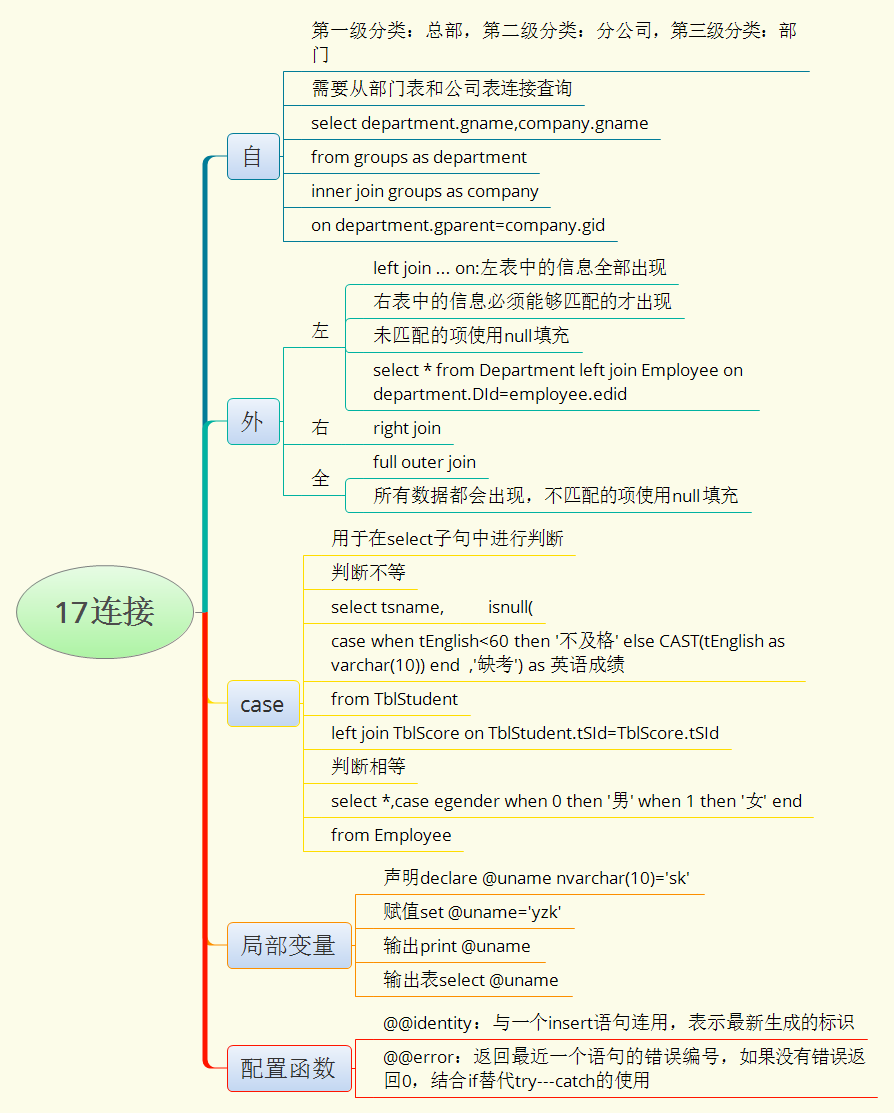 17连接
自
第一级分类：总部，第二级分类：分公司，第三级分类：部
门
需要从部门表和公司表连接查询
select department.gname,company.gname
from groups as department
inner join groups as company
on department.gparent=company.gid
外
左
left join ... on:左表中的信息全部出现
右表中的信息必须能够匹配的才出现
未匹配的项使用null填充
select * from Department left join Employee on
department.DId=employee.edid
右
right join
全
full outer join
所有数据都会出现，不匹配的项使用null填充
case
用于在select子句中进行判断
判断不等
select tsname, isnull(
case when tEnglish<60 then '不及格' else CAST(tEnglish as
varchar(10)) end ,'缺考') as 英语成绩
from TblStudent
left join TblScore on TblStudent.tSId=TblScore.tSId
判断相等
select *,case egender when 0 then '男' when 1 then '女' end
from Employee
局部变量
声明declare @uname nvarchar(10)='sk'
赋值set @uname='yzk'
输出print @uname
输出表select @uname
配置函数
@@identity：与一个insert语句连用，表示最新生成的标识
@@error：返回最近一个语句的错误编号，如果没有错误返
回0，结合if替代try---catch的使用